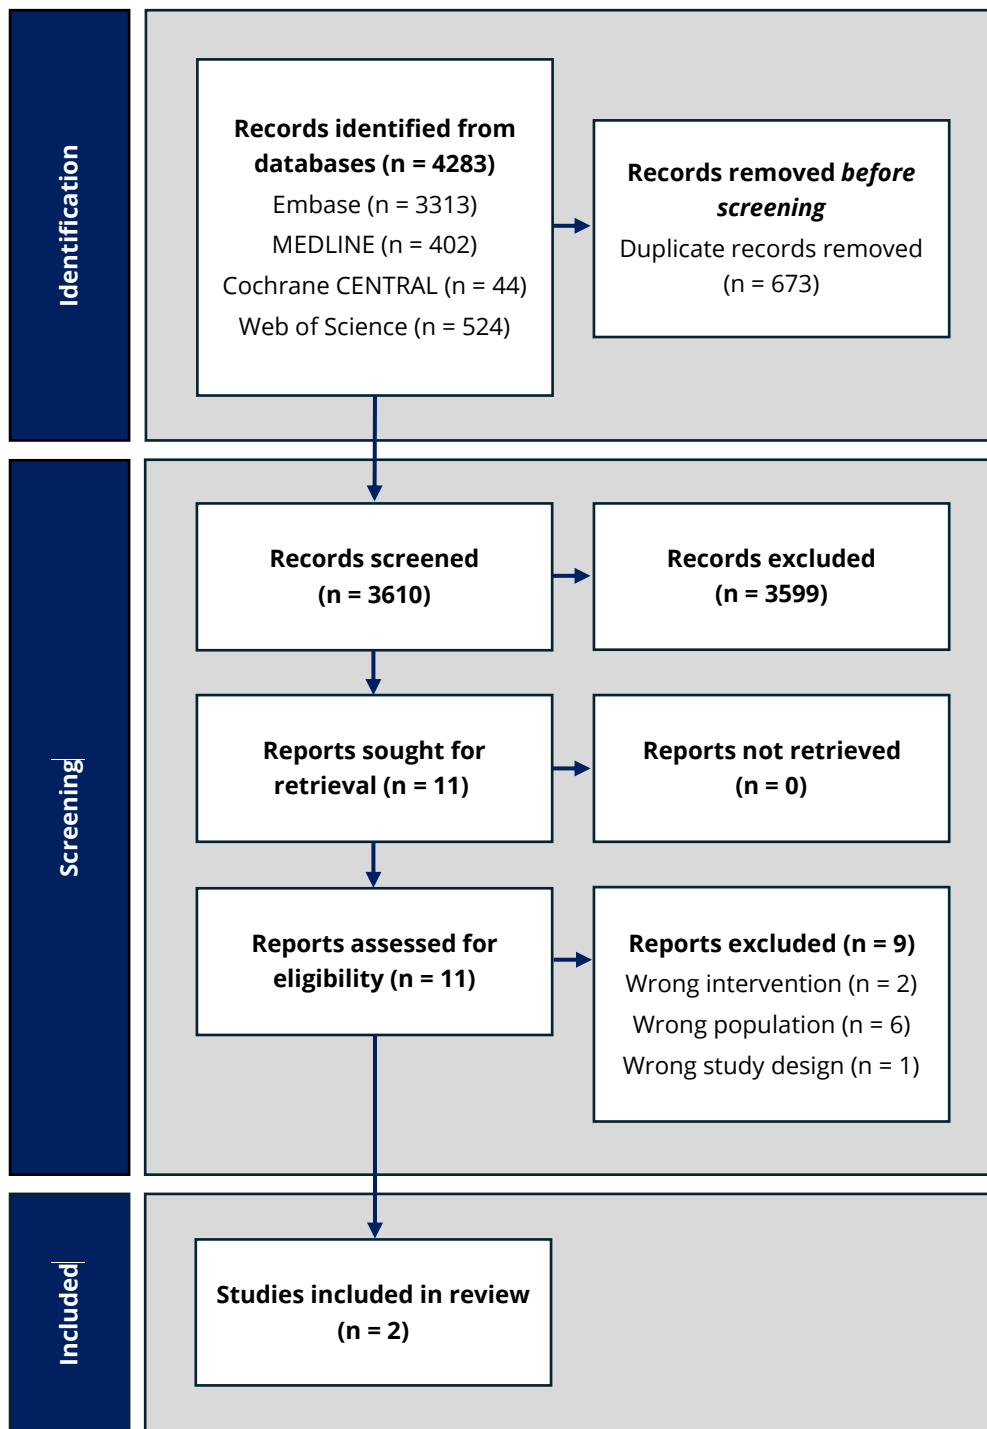 Identification
Records identified from
databases (n = 4283)
Embase (n = 3313)
MEDLINE (n = 402)
Cochrane CENTRAL (n = 44)
Web of Science (n = 524)
Records removed before
screening
Duplicate records removed
(n = 673)
Screening
Records screened
(n = 3610)
Records excluded
(n = 3599)
Reports sought for
retrieval (n = 11)
Reports not retrieved
(n = 0)
Reports assessed for
eligibility (n = 11)
Reports excluded (n = 9)
Wrong intervention (n = 2)
Wrong population (n = 6)
Wrong study design (n = 1)
Included
Studies included in review
(n = 2)